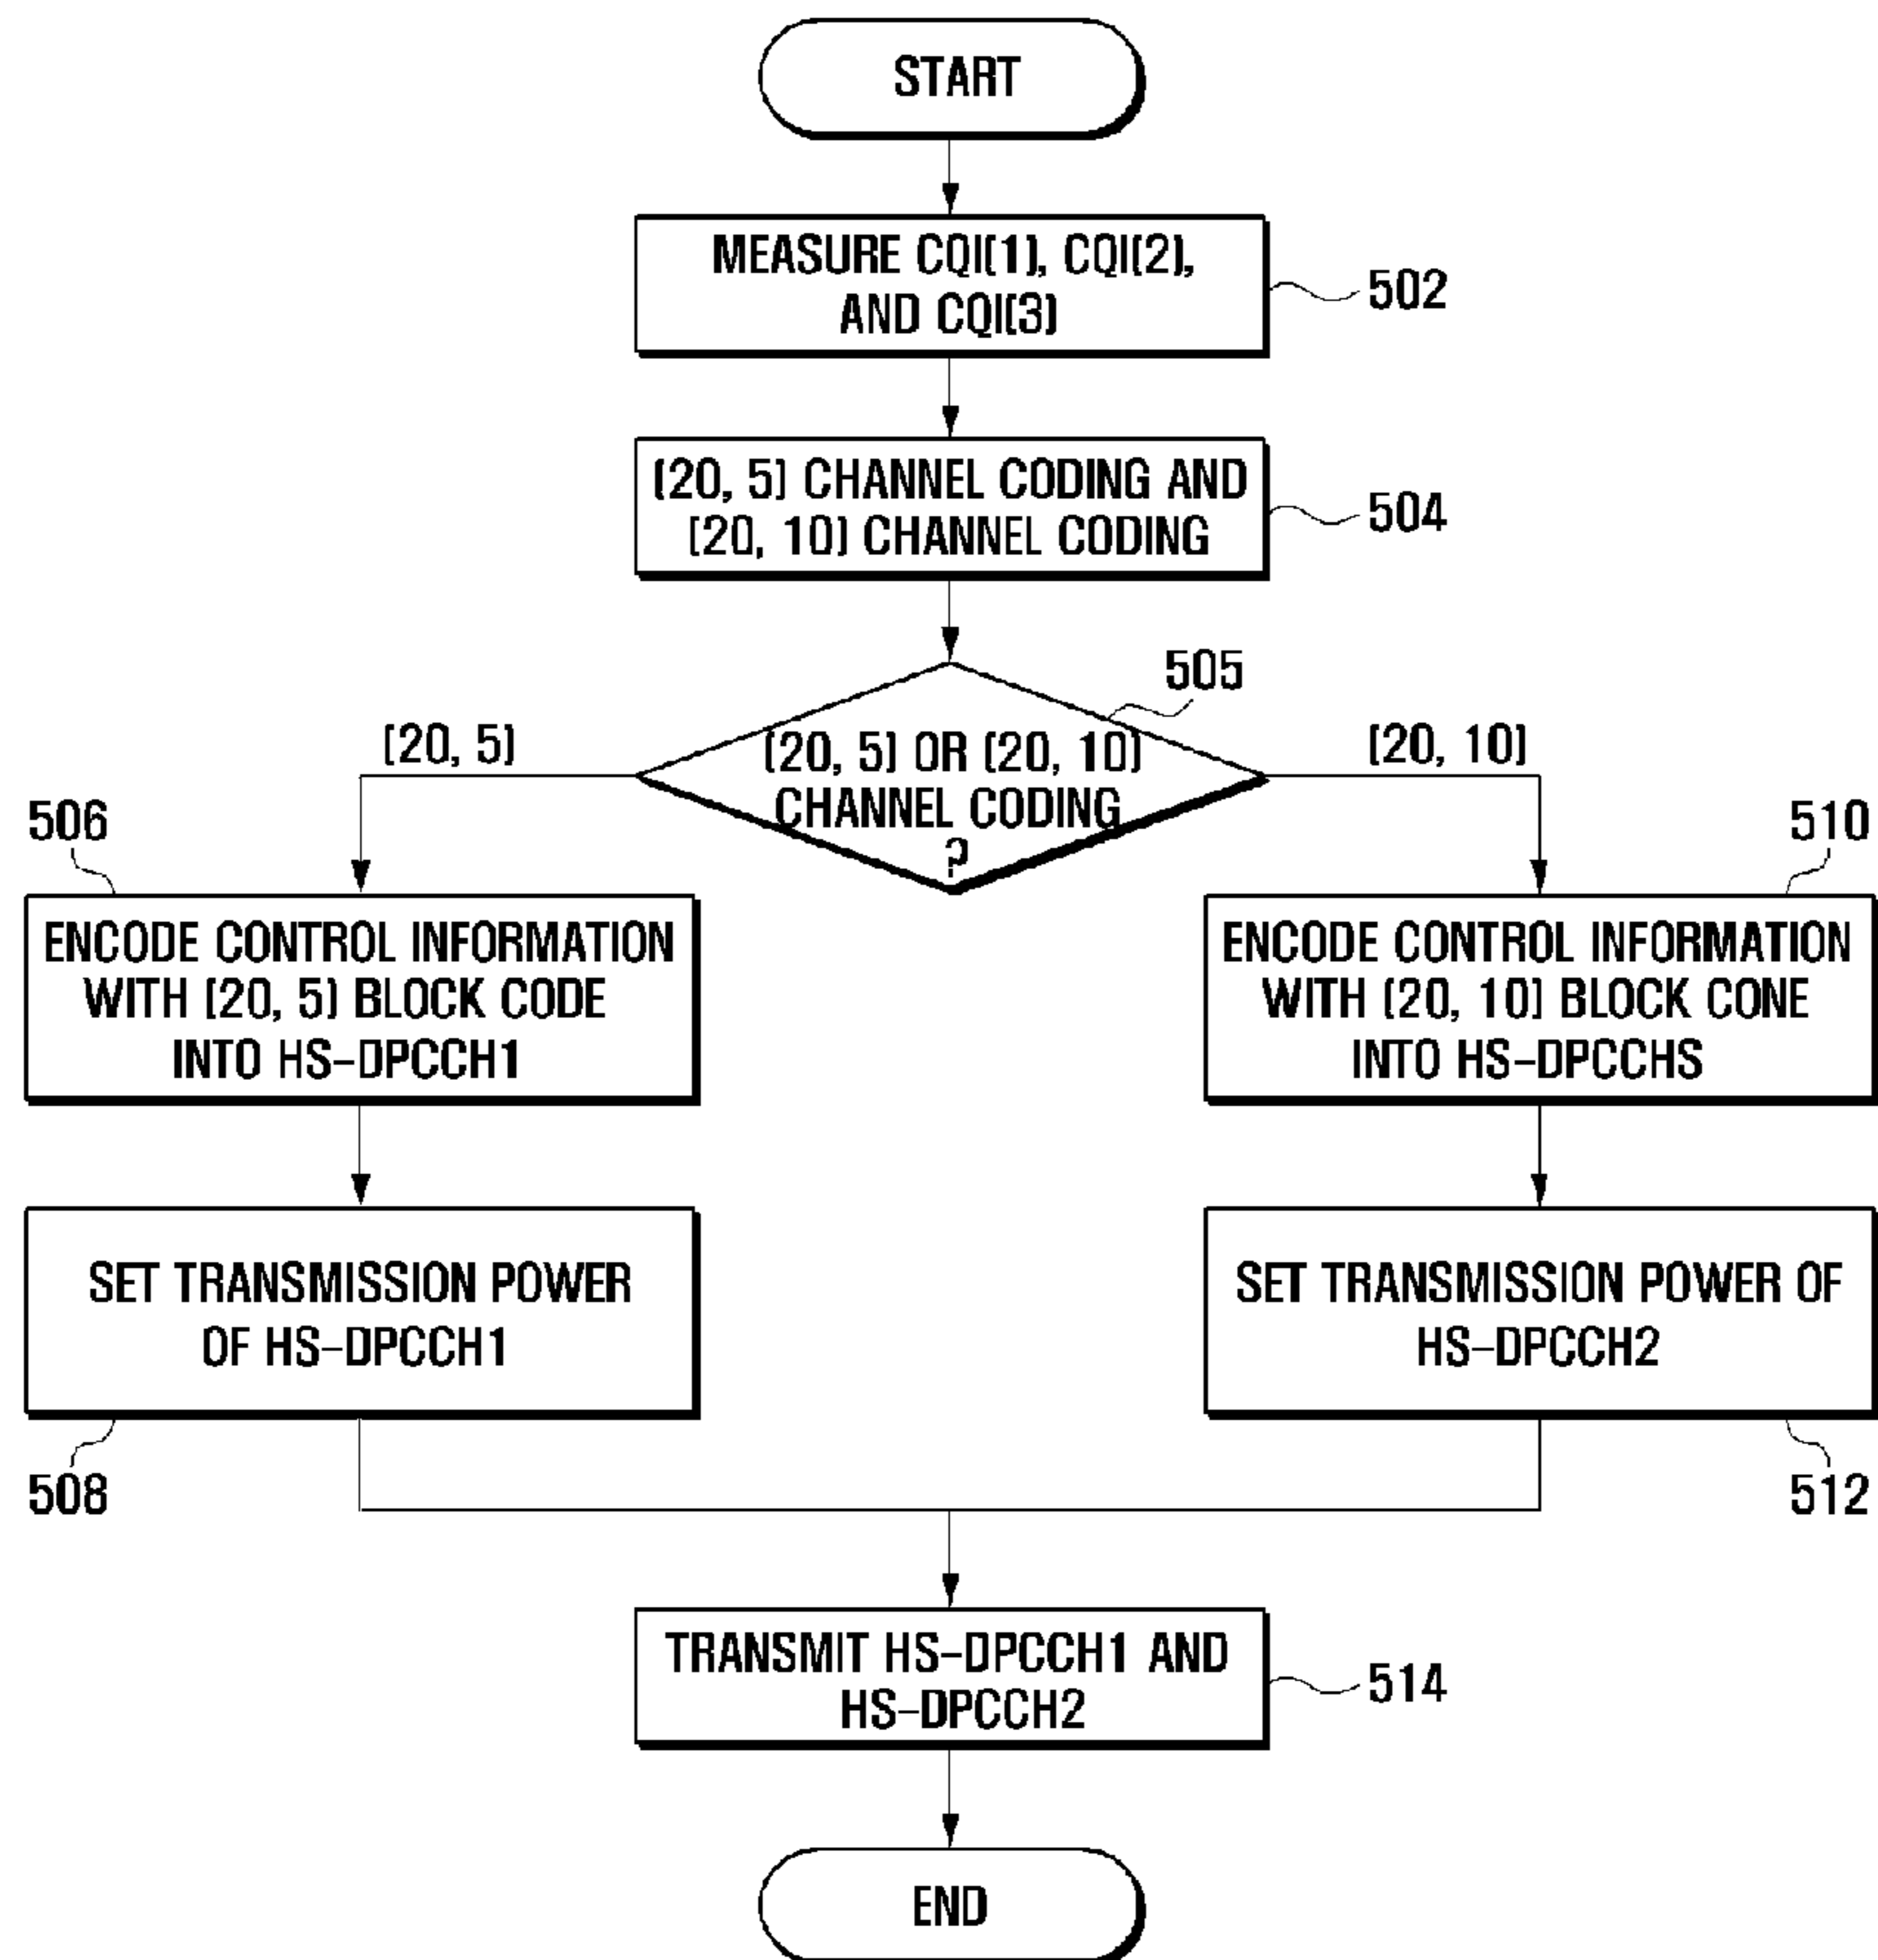 START
MEASURE CQI(1), CQI(2),
AND CQI(3)
502
(20, 5) CHANNEL CODING AND
(20, 10) CHANNEL CODING
504
505
(20, 5)
(20, 5) OR (20, 10)
CHANNEL CODING
?
(20, 10)
506
ENCODE CONTROL INFORMATION
WITH (20, 5) BLOCK CODE
INTO HS-DPCCH1
510
ENCODE CONTROL INFORMATION
WITH (20, 10) BLOCK CONE
INTO HS-DPCCHS
SET TRANSMISSION POWER
OF HS-DPCCH1
508
SET TRANSMISSION POWER OF
HS-DPCCH2
512
TRANSMIT HS-DPCCH1 AND
HS-DPCCH2
514
END